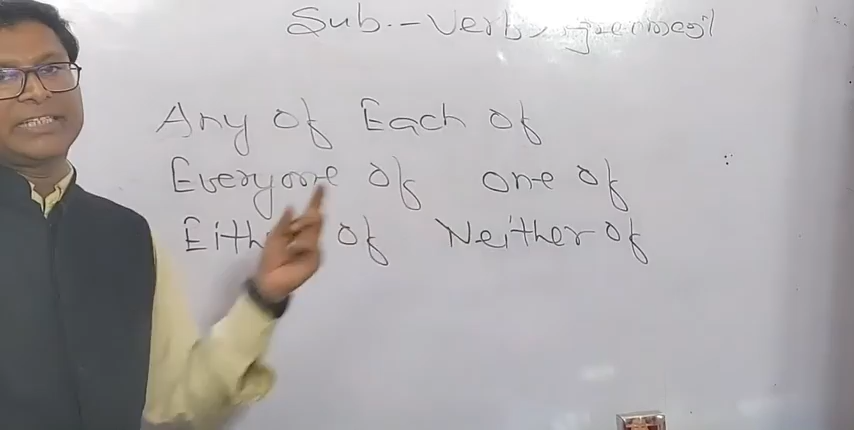 Sub.-Verb
Any of Each of
Everyone of one of
Either of Neither of